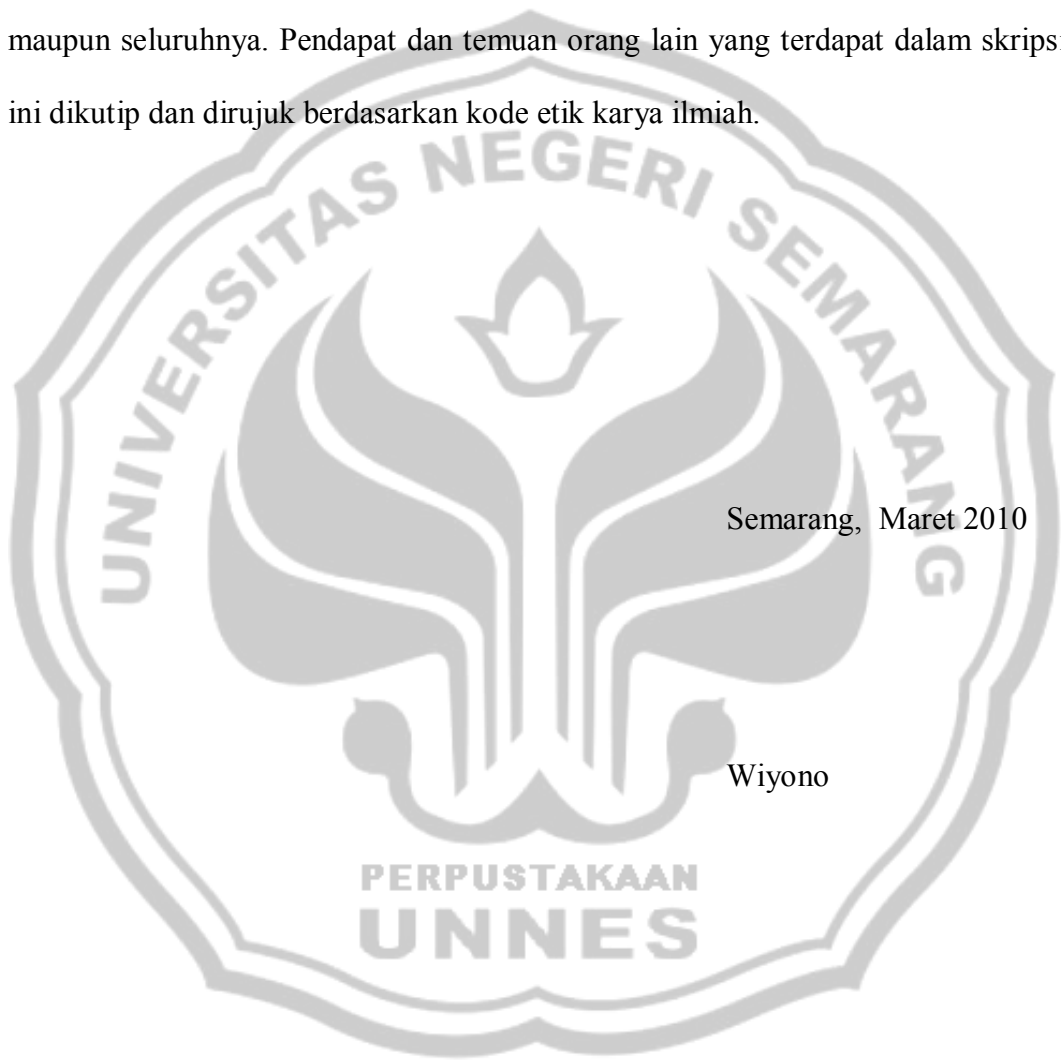 maupun seluruhnya. Pendapat dan temuan orang lain yang terdapat dalam skripsi
ini dikutip dan dirujuk berdasarkan kode etik karya ilmiah.
UNIVERSITAS NEGERI SEMARANG
Semarang, Maret 2010
Wiyono
PERPUSTAKAAN
UNNES